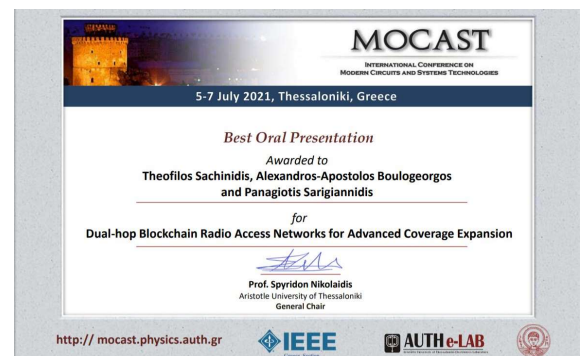 MOCAST
INTERNATIONAL CONFERENCE ON
MODERN CIRCUITS AND SYSTEMS TECHNOLOGIES
5-7 July 2021, Thessaloniki, Greece
Best Oral Presentation
Awarded to
Theofilos Sachinidis, Alexandros-Apostolos Boulogeorgos
and Panagiotis Sarigiannidis
for
Dual-hop Blockchain Radio Access Networks for Advanced Coverage Expansion
Prof. Spyridon Nikolaidis
Aristotle University of Thessaloniki
General Chair
http:// mocast.physics.auth.gr
IEEE
AUTH e-LAB